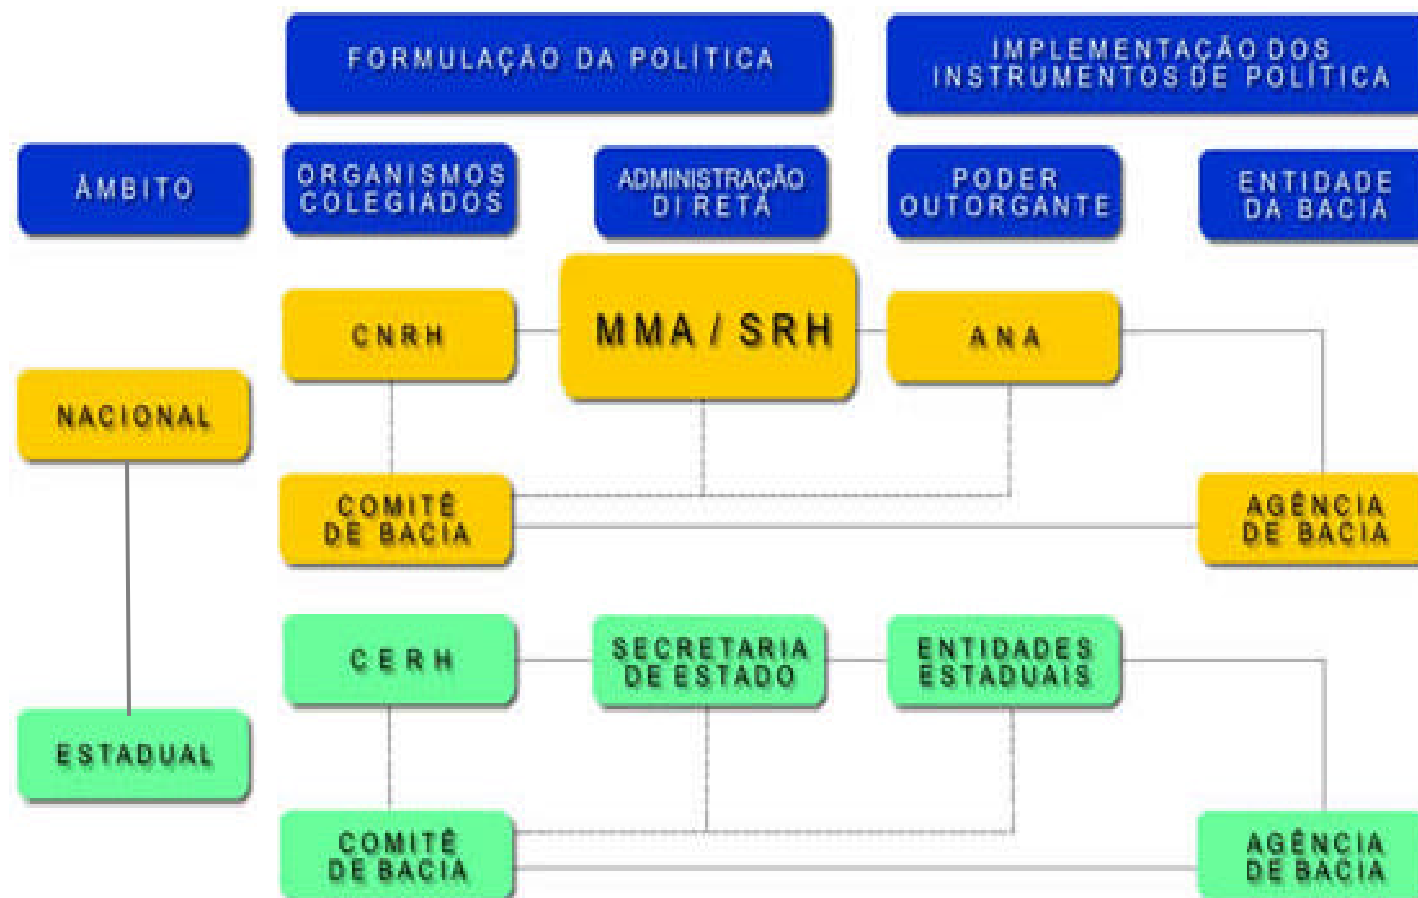 FORMULAÇÃO DA POLÍTICA
IMPLEMENTAÇÃO DOS
INSTRUMENTOS DE POLÍTICA
ÂMBITO
ORGANISMOS
COLEGIADOS
ADMINISTRAÇÃO
DIRETA
PODER
OUTORGANTE
ENTIDADE
DA BACIA
CNRH
MMA / SRH
ANA
NACIONAL
COMITÊ
DE BACIA
AGÊNCIA
DE BACIA
CERH
SECRETARIA
DE ESTADO
ENTIDADES
ESTADUAIS
ESTADUAL
COMITÊ
DE BACIA
AGÊNCIA
DE BACIA